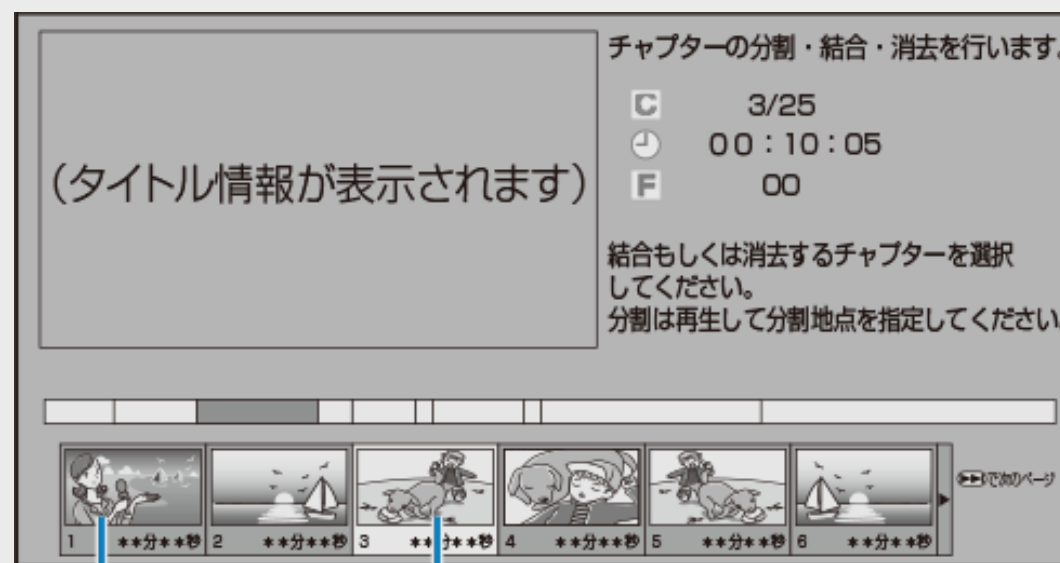 チャプターの分割・結合・消去を行います。
(タイトル情報が表示されます)
C 3/25
00:10:05
F 00
結合もしくは消去するチャプターを選択
してください。
分割は再生して分割地点を指定してください。
▶▶で次のページ
1 **分**秒 2 **分**秒 3 **分**秒 4 **分**秒 5 **分**秒 6 **分**秒